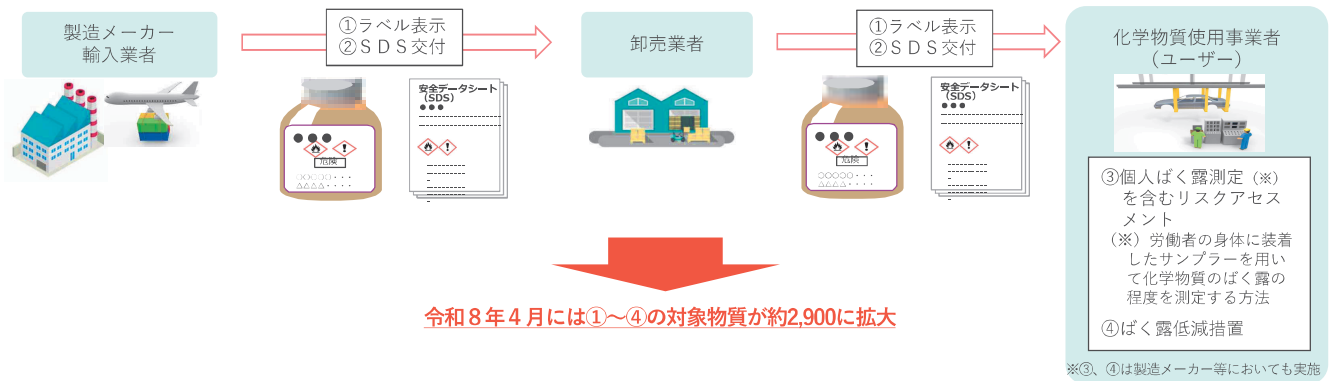 製造メーカー
輸入業者
①ラベル表示
②ＳＤＳ交付
卸売業者
①ラベル表示
②ＳＤＳ交付
化学物質使用事業者
（ユーザー）
●●●
危険
○○○○○・・・
△△△△・・・・
安全データシート
（SDS）
●●●
●●●
危険
○○○○○・・・
△△△△・・・・
安全データシート
（SDS）
●●●
③個人ばく露測定（※）
を含むリスクアセス
メント
（※）労働者の身体に装着
したサンプラーを用い
て化学物質のばく露の
程度を測定する方法
④ばく露低減措置
※③、④は製造メーカー等においても実施
令和８年４月には①～④の対象物質が約2,900に拡大